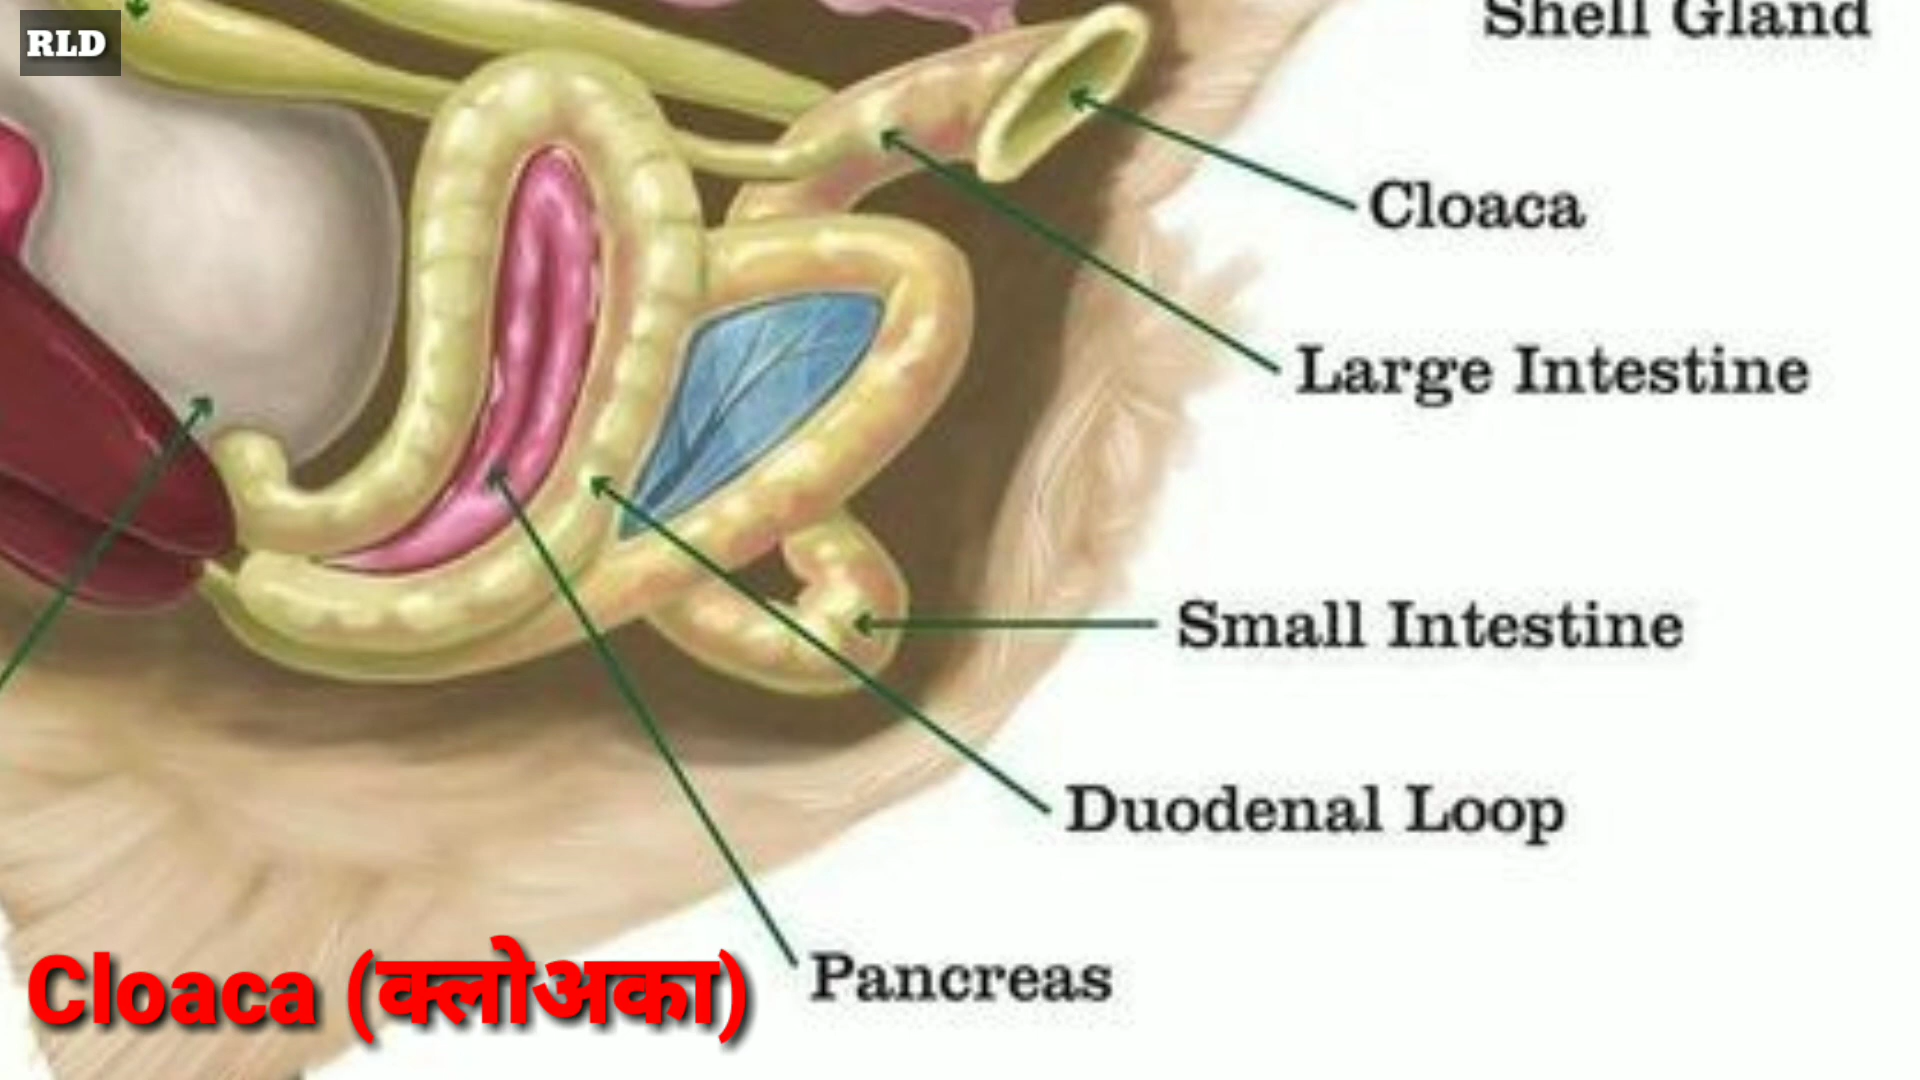 RLD
Shell Gland
Cloaca
Large Intestine
Small Intestine
Duodenal Loop
Pancreas
Cloaca (क्लोअका)